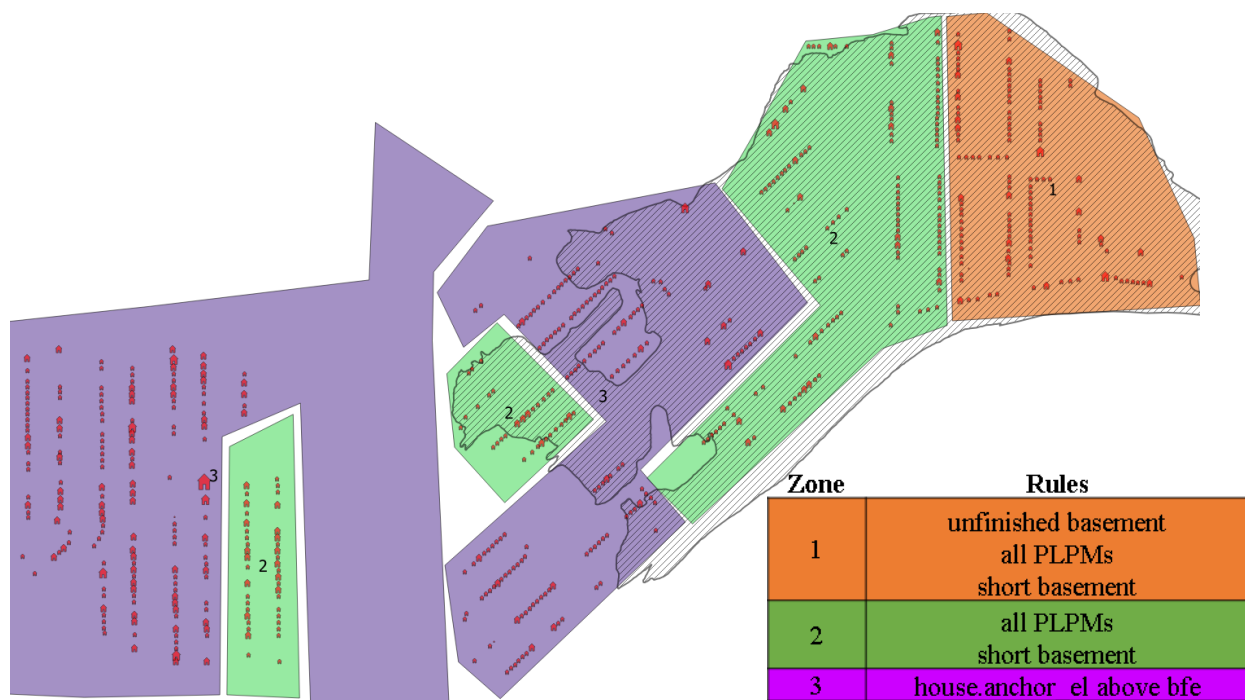 1
2
3
2
3
2
Zone Rules
unfinished basement
1 all PLPMs
short basement
2 all PLPMs
short basement
3 house.anchor_el above bfe